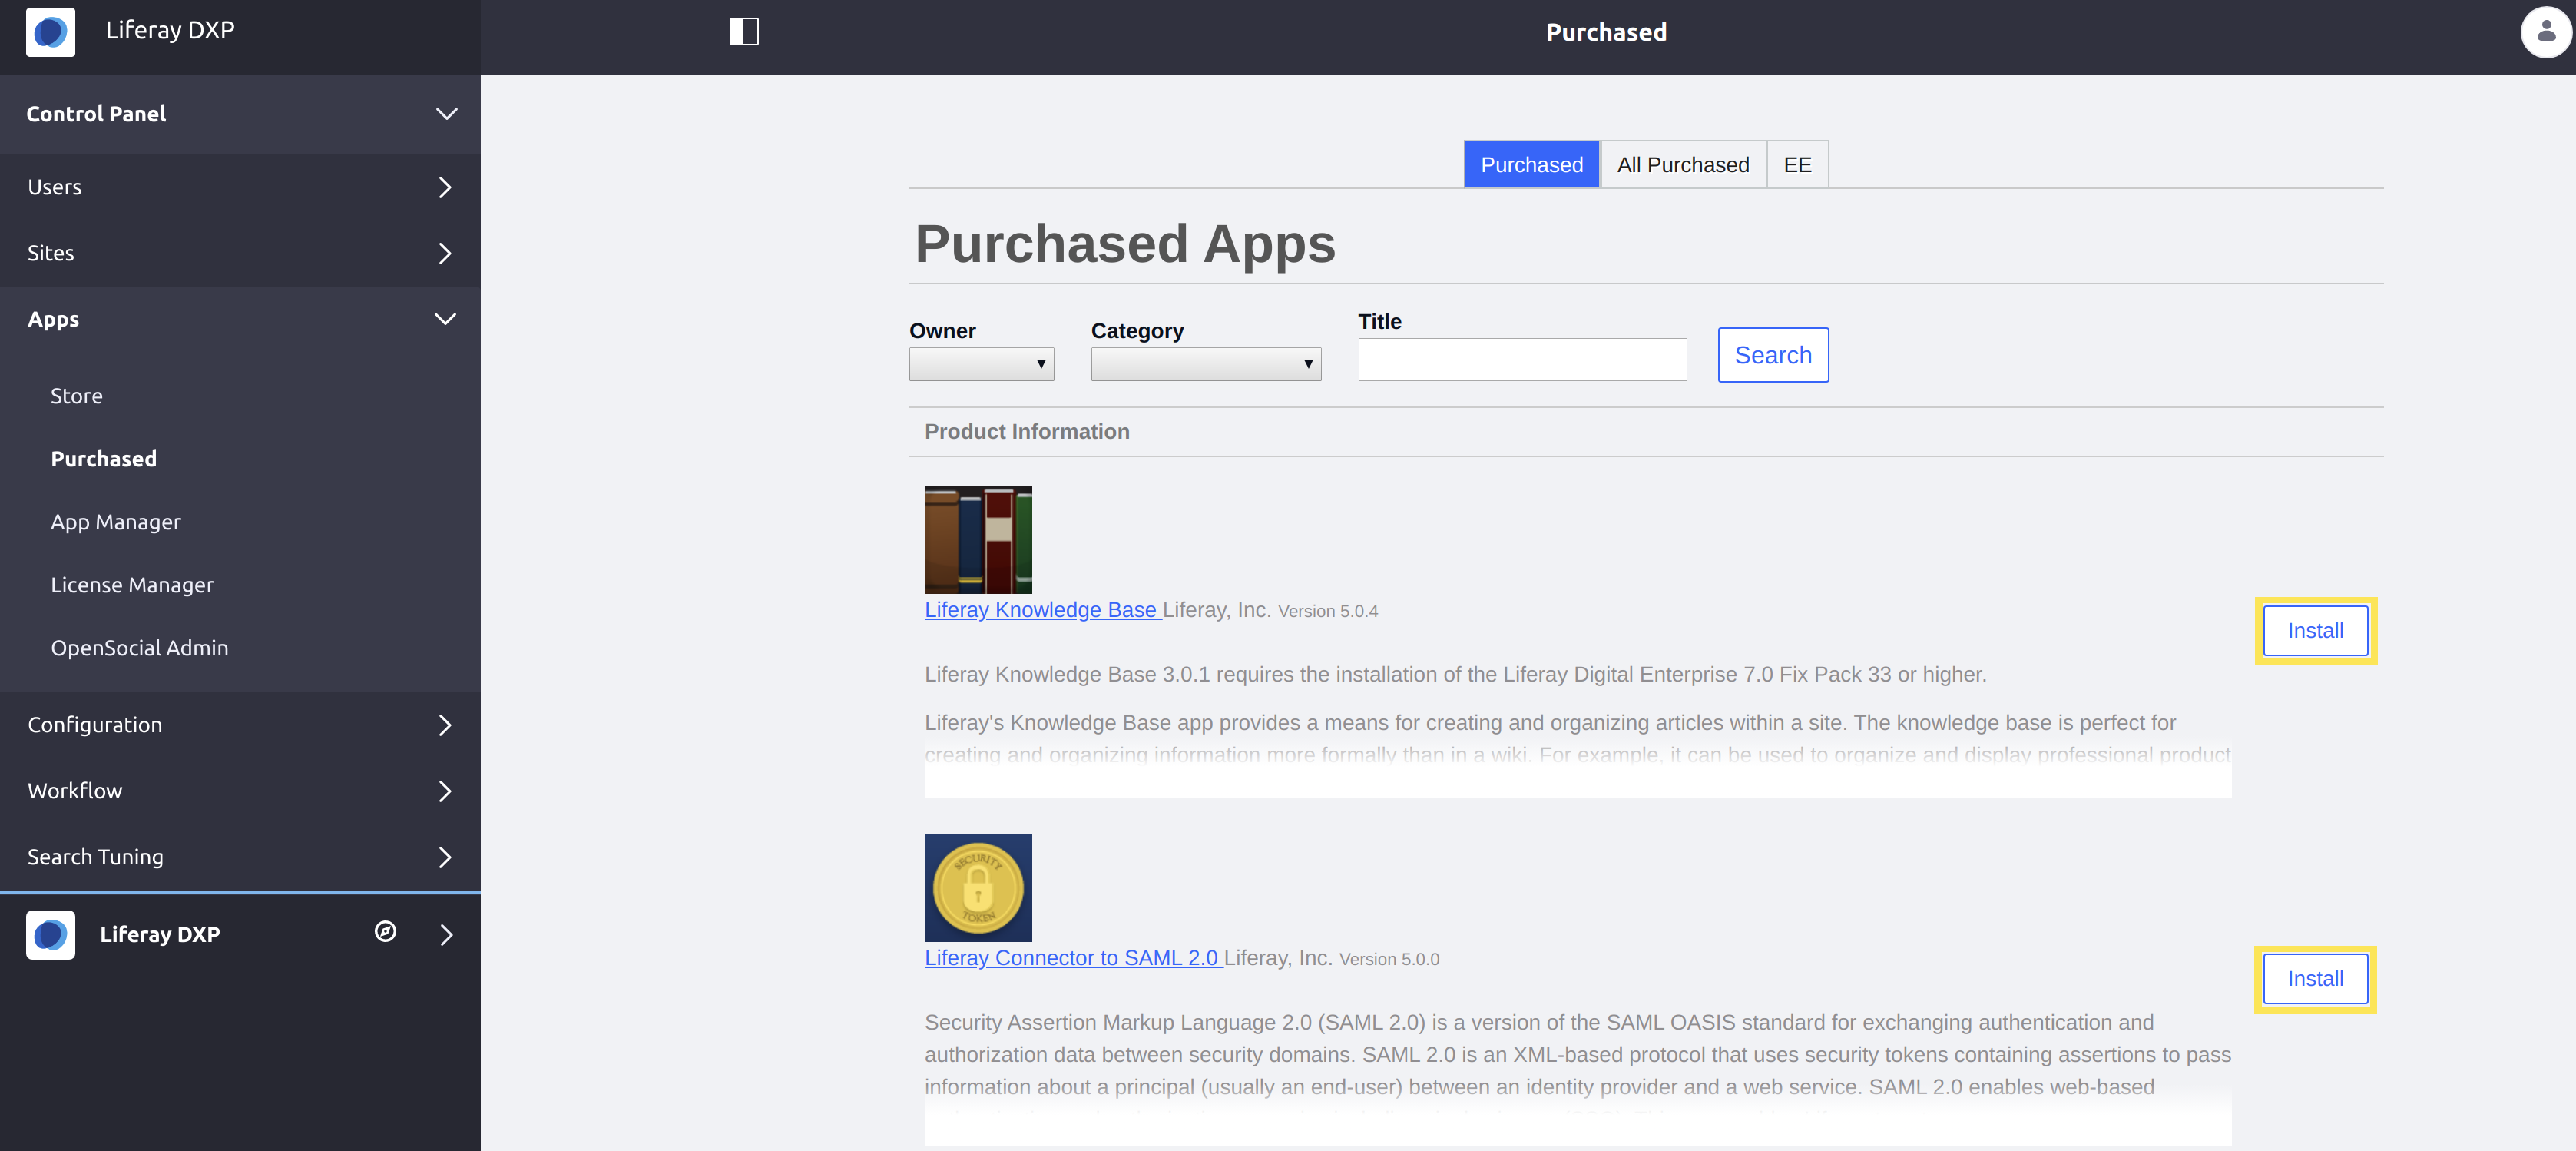 Liferay DXP
Purchased
Control Panel
Users
Sites
Apps
Store
Purchased
App Manager
License Manager
OpenSocial Admin
Configuration
Workflow
Search Tuning
Liferay DXP
Purchased All Purchased EE
Purchased Apps
Owner Category Title
Search
Product Information
Liferay Knowledge Base Liferay, Inc. Version 5.0.4
Install
Liferay Knowledge Base 3.0.1 requires the installation of the Liferay Digital Enterprise 7.0 Fix Pack 33 or higher.
Liferay's Knowledge Base app provides a means for creating and organizing articles within a site. The knowledge base is perfect for
creating and organizing information more formally than in a wiki. For example, it can be used to organize and display professional product
SECURITY
TOKEN
Liferay Connector to SAML 2.0 Liferay, Inc. Version 5.0.0
Install
Security Assertion Markup Language 2.0 (SAML 2.0) is a version of the SAML OASIS standard for exchanging authentication and
authorization data between security domains. SAML 2.0 is an XML-based protocol that uses security tokens containing assertions to pass
information about a principal (usually an end-user) between an identity provider and a web service. SAML 2.0 enables web-based